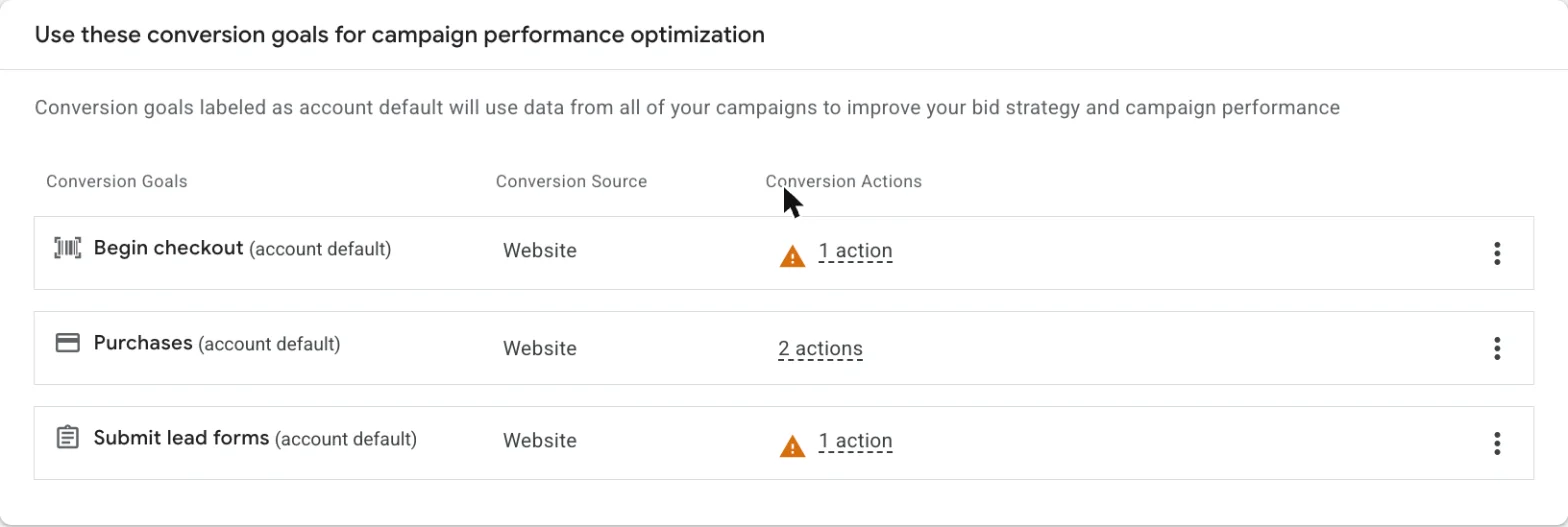 Use these conversion goals for campaign performance optimization
Conversion goals labeled as account default will use data from all of your campaigns to improve your bid strategy and campaign performance
Conversion Goals Conversion Source Conversion Actions
Begin checkout (account default) Website 1 action
Purchases (account default) Website 2 actions
Submit lead forms (account default) Website 1 action